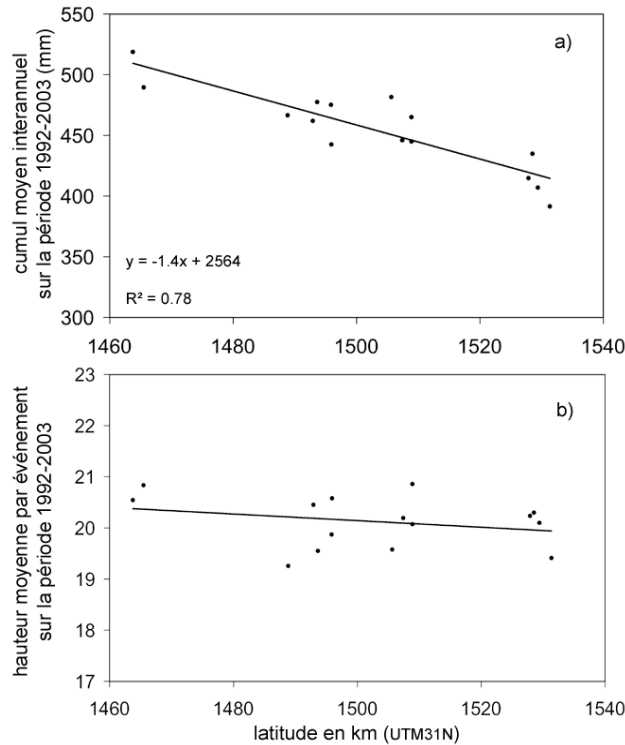 cumul moyen interannuel
sur la période 1992-2003 (mm)
550
500
450
400
350
300
a)
y = -1.4x + 2564
R² = 0.78
1460
1480
1500
1520
1540
hauteur moyenne par événement
sur la période 1992-2003
23
22
21
20
19
18
17
b)
1460
1480
1500
1520
1540
latitude en km (UTM31N)